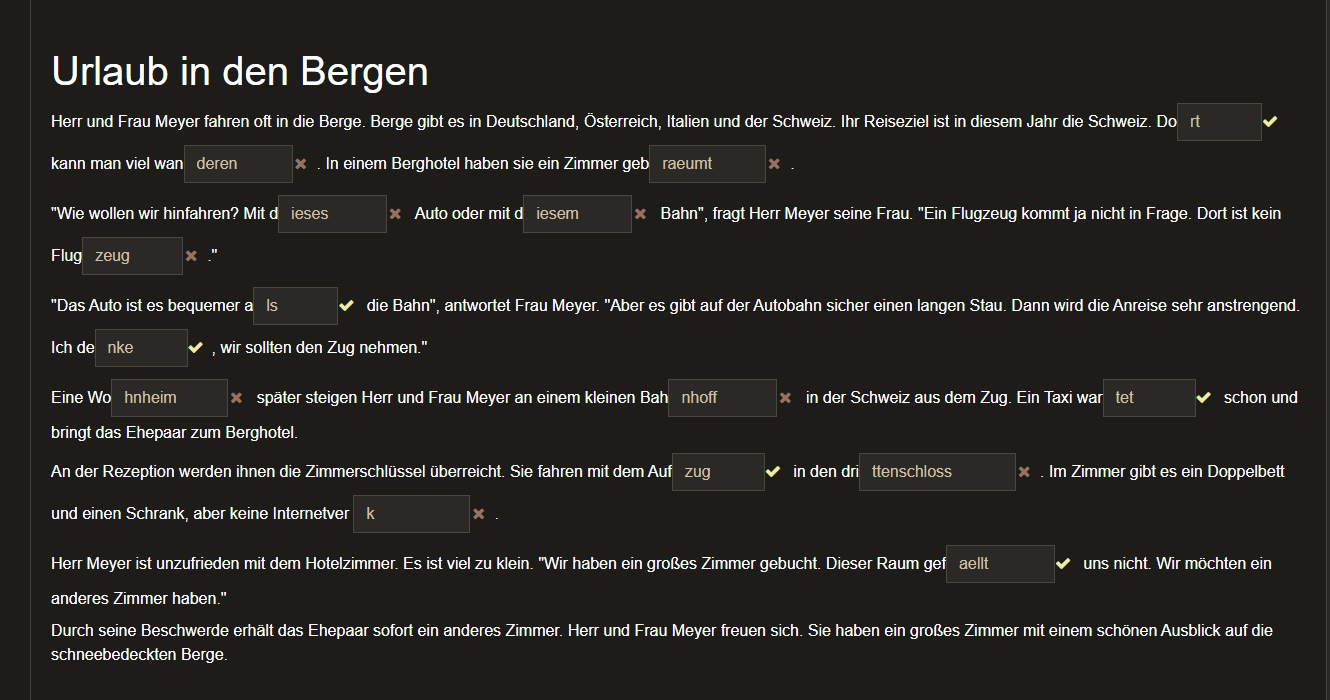 Urlaub in den Bergen
Herr und Frau Meyer fahren oft in die Berge. Berge gibt es in Deutschland, Österreich, Italien und der Schweiz. Ihr Reiseziel ist in diesem Jahr die Schweiz. Do rt
kann man viel wan deren . In einem Berghotel haben sie ein Zimmer geb raeumt .
"Wie wollen wir hinfahren? Mit d ieses Auto oder mit d iesem Bahn", fragt Herr Meyer seine Frau. "Ein Flugzeug kommt ja nicht in Frage. Dort ist kein
Flug zeug ."
"Das Auto ist es bequemer a ls die Bahn", antwortet Frau Meyer. "Aber es gibt auf der Autobahn sicher einen langen Stau. Dann wird die Anreise sehr anstrengend.
Ich de nke , wir sollten den Zug nehmen."
Eine Wo hnheim später steigen Herr und Frau Meyer an einem kleinen Bah nhoff in der Schweiz aus dem Zug. Ein Taxi war tet schon und
bringt das Ehepaar zum Berghotel.
An der Rezeption werden ihnen die Zimmerschlüssel überreicht. Sie fahren mit dem Auf zug in den dri ttenschloss . Im Zimmer gibt es ein Doppelbett
und einen Schrank, aber keine Internetver k .
Herr Meyer ist unzufrieden mit dem Hotelzimmer. Es ist viel zu klein. "Wir haben ein großes Zimmer gebucht. Dieser Raum gef aellt uns nicht. Wir möchten ein
anderes Zimmer haben."
Durch seine Beschwerde erhält das Ehepaar sofort ein anderes Zimmer. Herr und Frau Meyer freuen sich. Sie haben ein großes Zimmer mit einem schönen Ausblick auf die
schneebedeckten Berge.